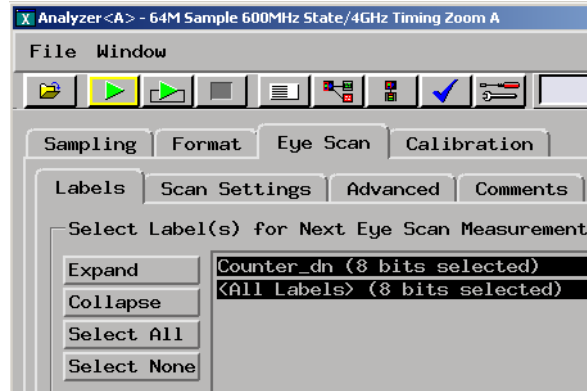 X Analyzer<A> - 64M Sample 600MHz State/4GHz Timing Zoom A
File Window
Sampling Format Eye Scan Calibration
Labels Scan Settings Advanced Comments
Select Label(s) for Next Eye Scan Measurement
Expand
Collapse
Select All
Select None
Counter_dn (8 bits selected)
<All Labels> (8 bits selected)